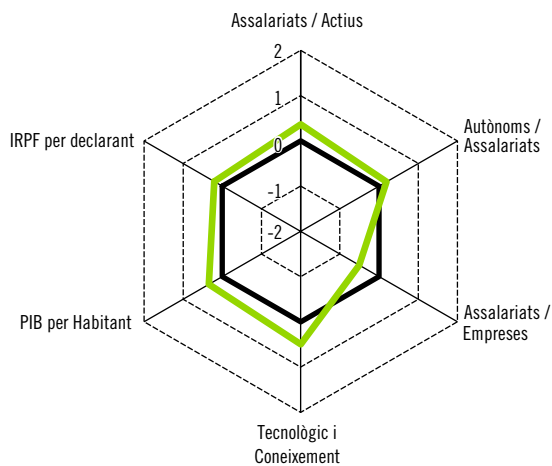 Assalariats / Actius
2
1
0
-1
-2
IRPF per declarant
Autònoms /
Assalariats
PIB per Habitant
Assalariats /
Empreses
Tecnològic i
Coneixement